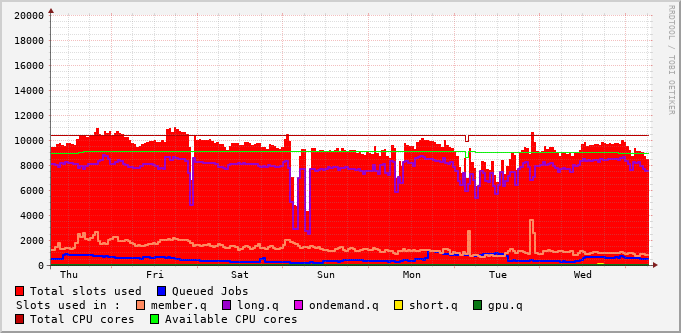 20000
18000
16000
14000
12000
10000
8000
6000
4000
2000
0
Thu Fri Sat Sun Mon Tue Wed
RRDTOOL / TOBI OETIKER
Total slots used Queued Jobs
Slots used in : member.q long.q ondemand.q short.q gpu.q
Total CPU cores Available CPU cores